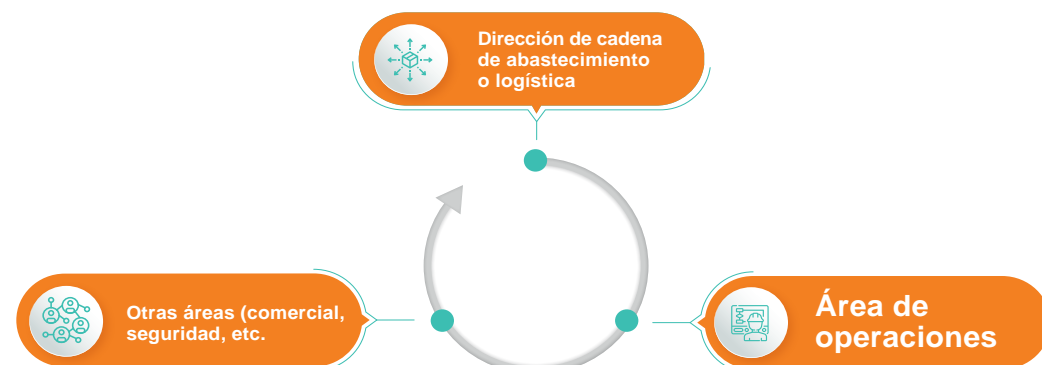 Dirección de cadena
de abastecimiento
o logística
Otras áreas (comercial,
seguridad, etc.
Área de
operaciones